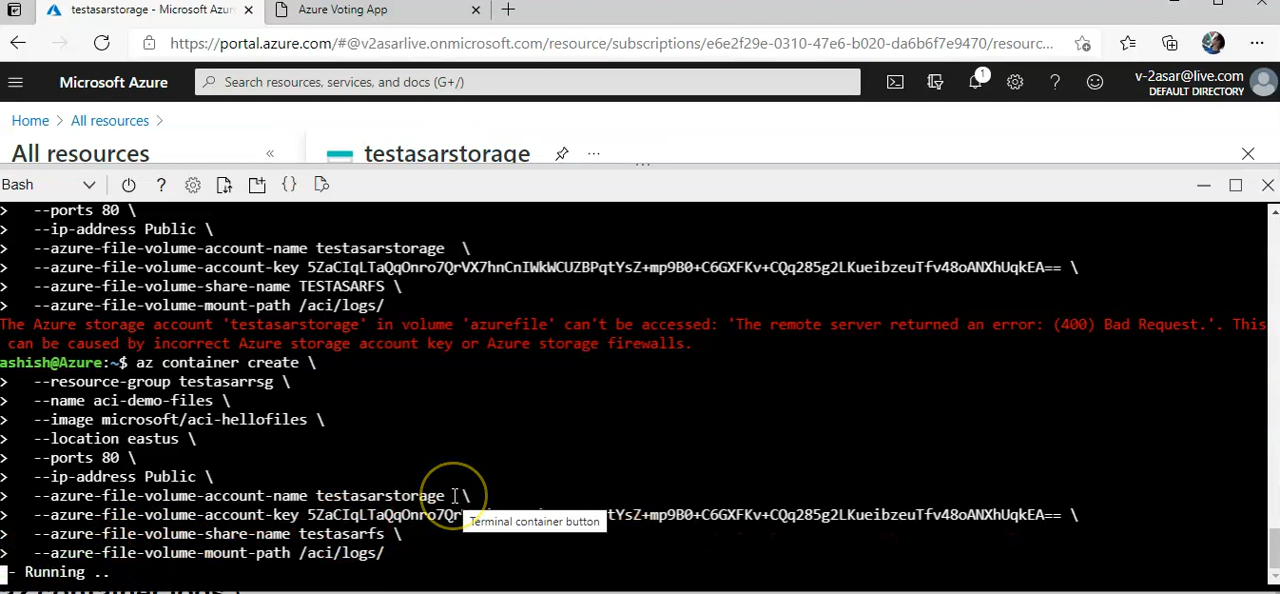 testasarstorage - Microsoft Azur
Azure Voting App
https://portal.azure.com/#@v2asarlive.onmicrosoft.com/resource/subscriptions/e6e2f29e-0310-47e6-b020-da6b6f7e9470/resourc...
Microsoft Azure
Search resources, services, and docs (G+/)
1
v-2asar@live.com
DEFAULT DIRECTORY
Home > All resources >
All resources
«
testasarstorage
...
Bash
> --ports 80 \
> --ip-address Public \
> --azure-file-volume-account-name testasarstorage \
> --azure-file-volume-account-key 5ZaCIqLTaQqOnro7QrVX7hnCnIWkWCUZBPqtYsZ+mp9B0+C6GXFKv+CQq285g2LKueibzeuTfv48oANXhUqkEA== \
> --azure-file-volume-share-name TESTASARFS \
> --azure-file-volume-mount-path /aci/logs/
The Azure storage account 'testasarstorage' in volume 'azurefile' can't be accessed: 'The remote server returned an error: (400) Bad Request.'. This
can be caused by incorrect Azure storage account key or Azure storage firewalls.
ashish@Azure:~$ az container create \
> --resource-group testasarrsg \
> --name aci-demo-files \
> --image microsoft/aci-hellofiles \
> --location eastus \
> --ports 80 \
> --ip-address Public \
> --azure-file-volume-account-name testasarstorage \
> --azure-file-volume-account-key 5ZaCIqLTaQqOnro7Qr tYsZ+mp9B0+C6GXFKv+CQq285g2LKueibzeuTfv48oANXhUqkEA== \
Terminal container button
> --azure-file-volume-share-name testasarfs \
> --azure-file-volume-mount-path /aci/logs/
- Running ..